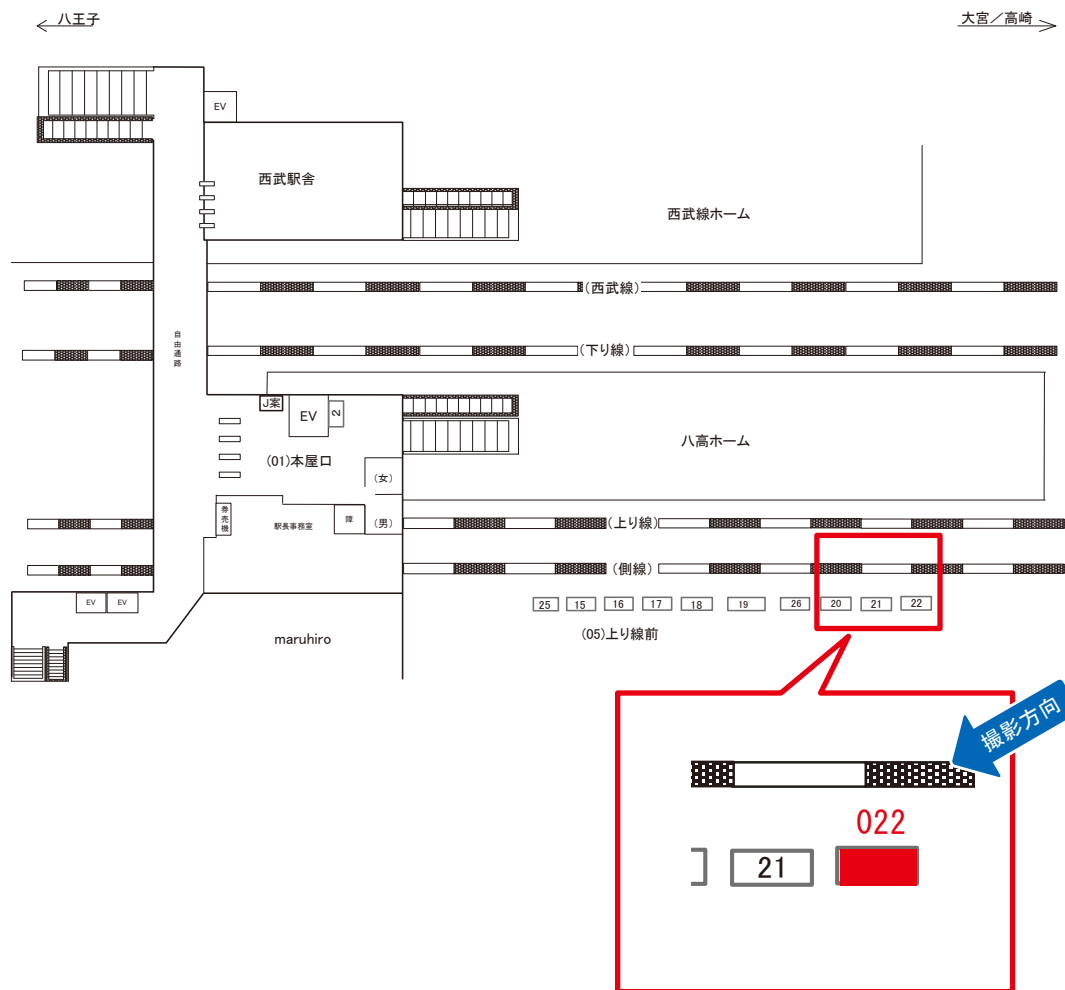 八王子
大宮／高崎
EV
西武駅舎
西武線ホーム
(西武線)
自由通路
(下り線)
J案
EV
2
八高ホーム
(01)本屋口
(女)
券売機
駅長事務室
障
(男)
(上り線)
(側線)
EV
EV
25
15
16
17
18
19
26
20
21
22
(05)上り線前
maruhiro
撮影方向
022
21